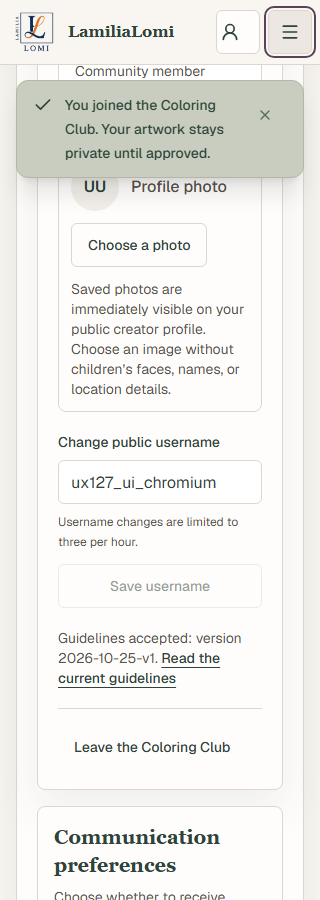 LAMILIA
L
LOMI
LamiliaLomi
Community member
You joined the Coloring
Club. Your artwork stays
private until approved.
UU
Profile photo
Choose a photo
Saved photos are
immediately visible on your
public creator profile.
Choose an image without
children's faces, names, or
location details.
Change public username
ux127_ui_chromium
Username changes are limited to
three per hour.
Save username
Guidelines accepted: version
2026-10-25-v1. Read the
current guidelines
Leave the Coloring Club
Communication
preferences
Choose whether to receive